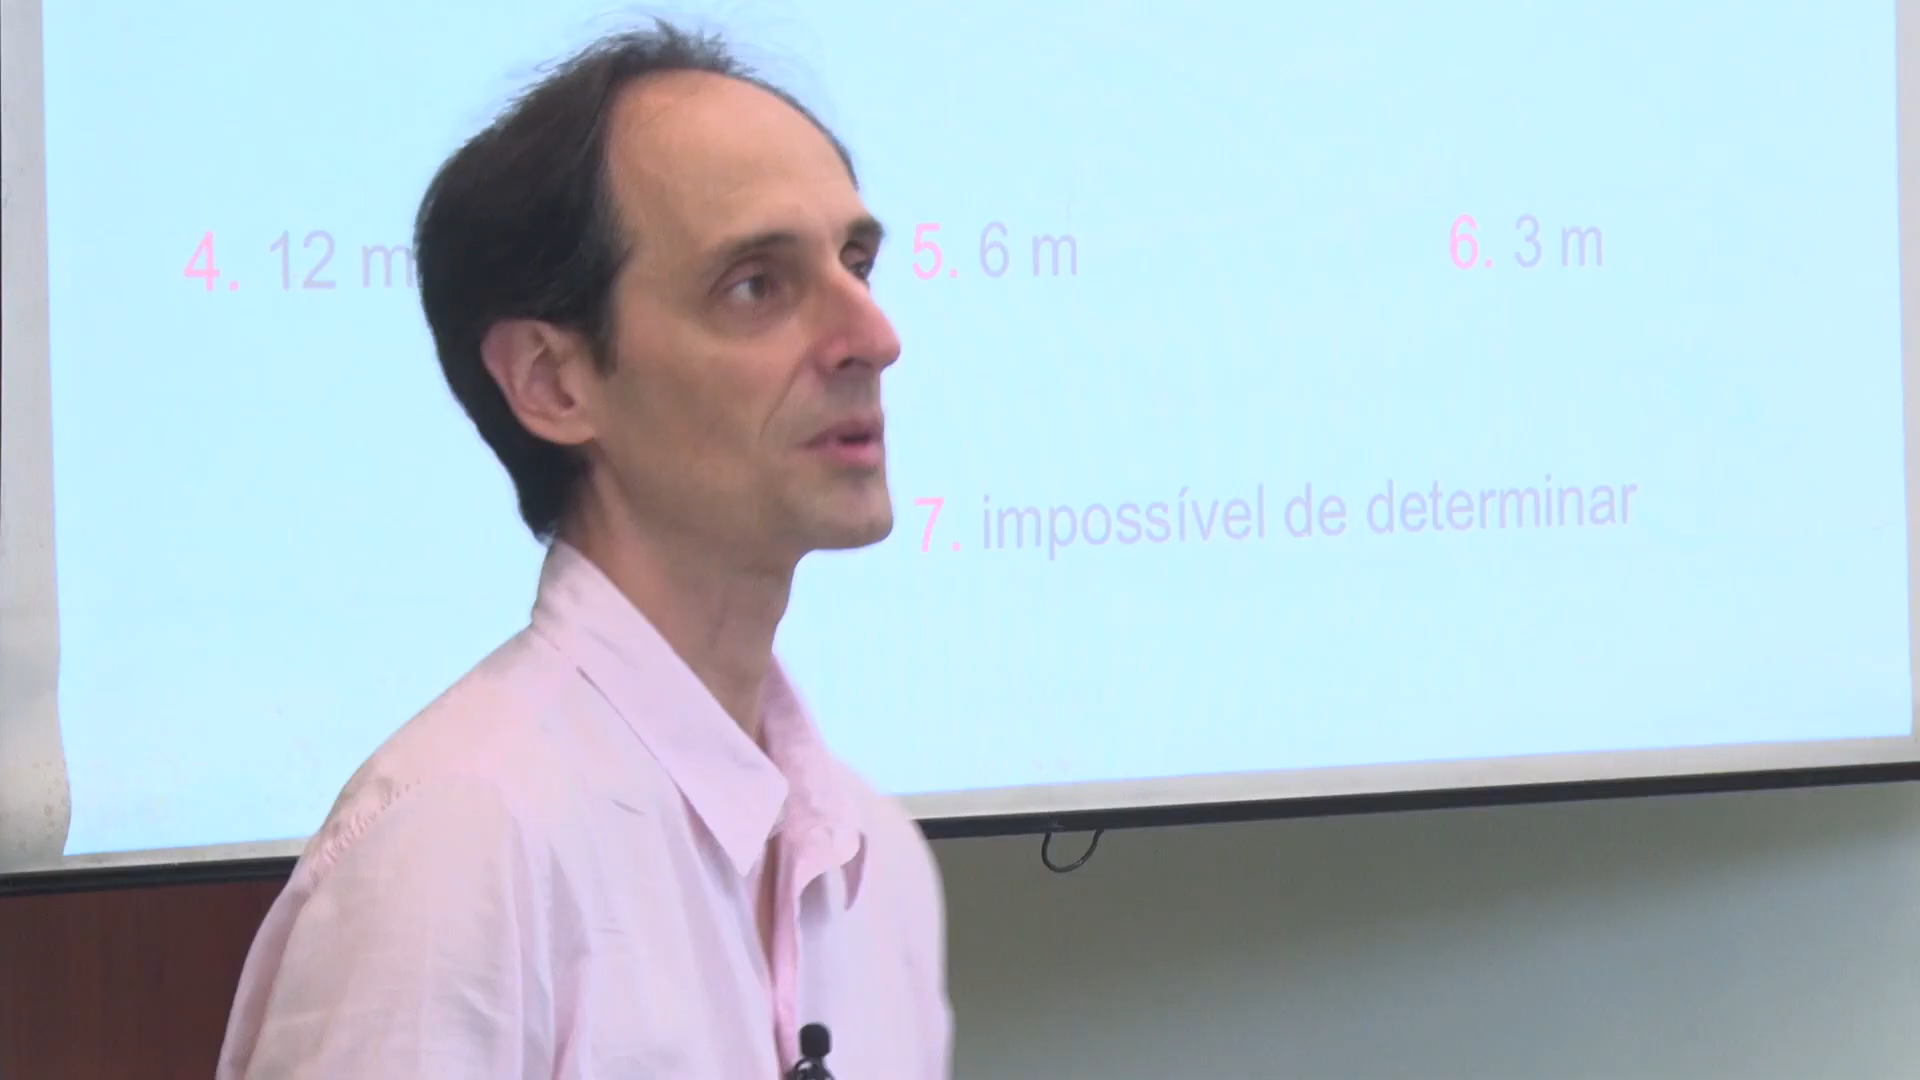 4. 12 m 5. 6 m 6. 3 m
7. impossível de determinar